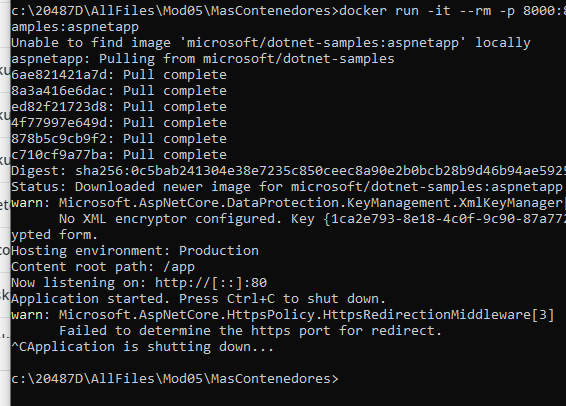 c:\20487D\AllFiles\Mod05\MasContenedores>docker run -it --rm -p 8000:
amples:aspnetapp
Unable to find image 'microsoft/dotnet-samples:aspnetapp' locally
aspnetapp: Pulling from microsoft/dotnet-samples
6ae821421a7d: Pull complete
8a3a416e6dac: Pull complete
ed82f21723d8: Pull complete
4f77997e649d: Pull complete
878b5c9cb9f2: Pull complete
c710cf9a77ba: Pull complete
Digest: sha256:0c5bab241304e38e7235c850ceec8a90e2b0bcb28b9d46b94ae5925
Status: Downloaded newer image for microsoft/dotnet-samples:aspnetapp
warn: Microsoft.AspNetCore.DataProtection.KeyManagement.XmlKeyManager[
No XML encryptor configured. Key {1ca2e793-8e18-4c0f-9c90-87a772
ypted form.
Hosting environment: Production
Content root path: /app
Now listening on: http://[::]:80
Application started. Press Ctrl+C to shut down.
warn: Microsoft.AspNetCore.HttpsPolicy.HttpsRedirectionMiddleware[3]
Failed to determine the https port for redirect.
^CApplication is shutting down...
c:\20487D\AllFiles\Mod05\MasContenedores>